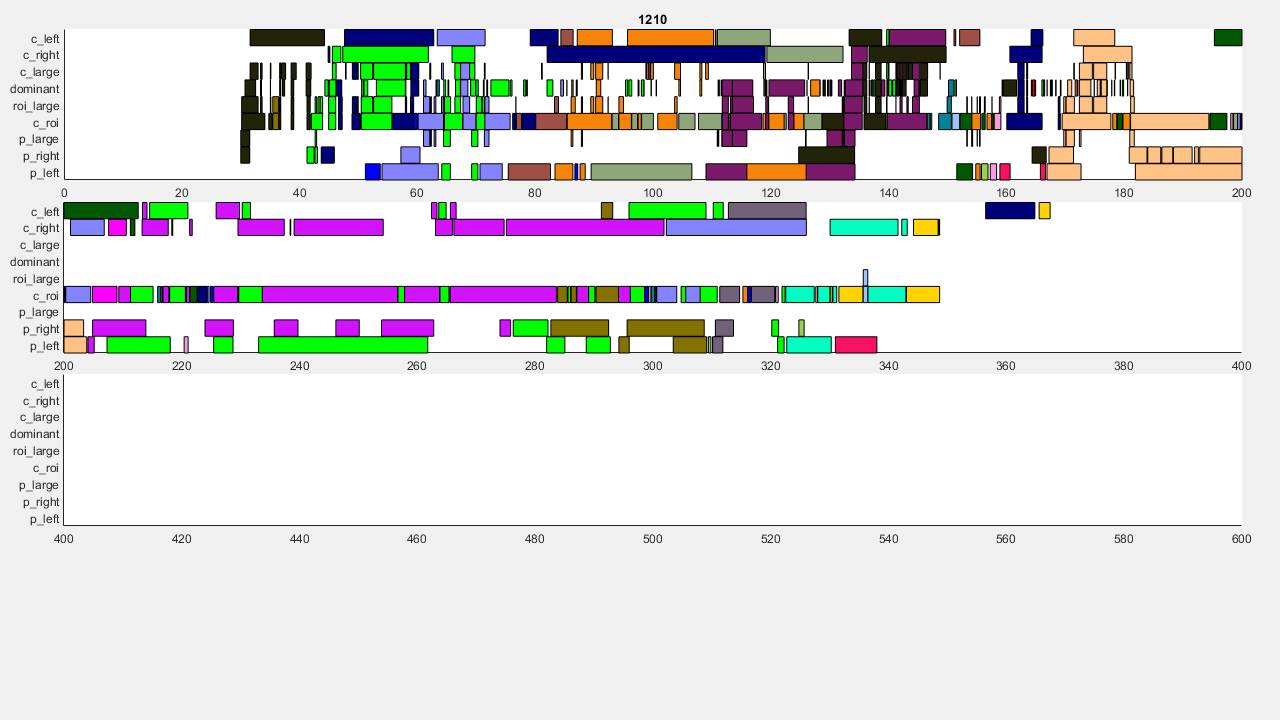 1210
c_left
c_right
c_large
dominant
roi_large
c_roi
p_large
p_right
p_left
0 20 40 60 80 100 120 140 160 180 200
c_left
c_right
c_large
dominant
roi_large
c_roi
p_large
p_right
p_left
200 220 240 260 280 300 320 340 360 380 400
c_left
c_right
c_large
dominant
roi_large
c_roi
p_large
p_right
p_left
400 420 440 460 480 500 520 540 560 580 600